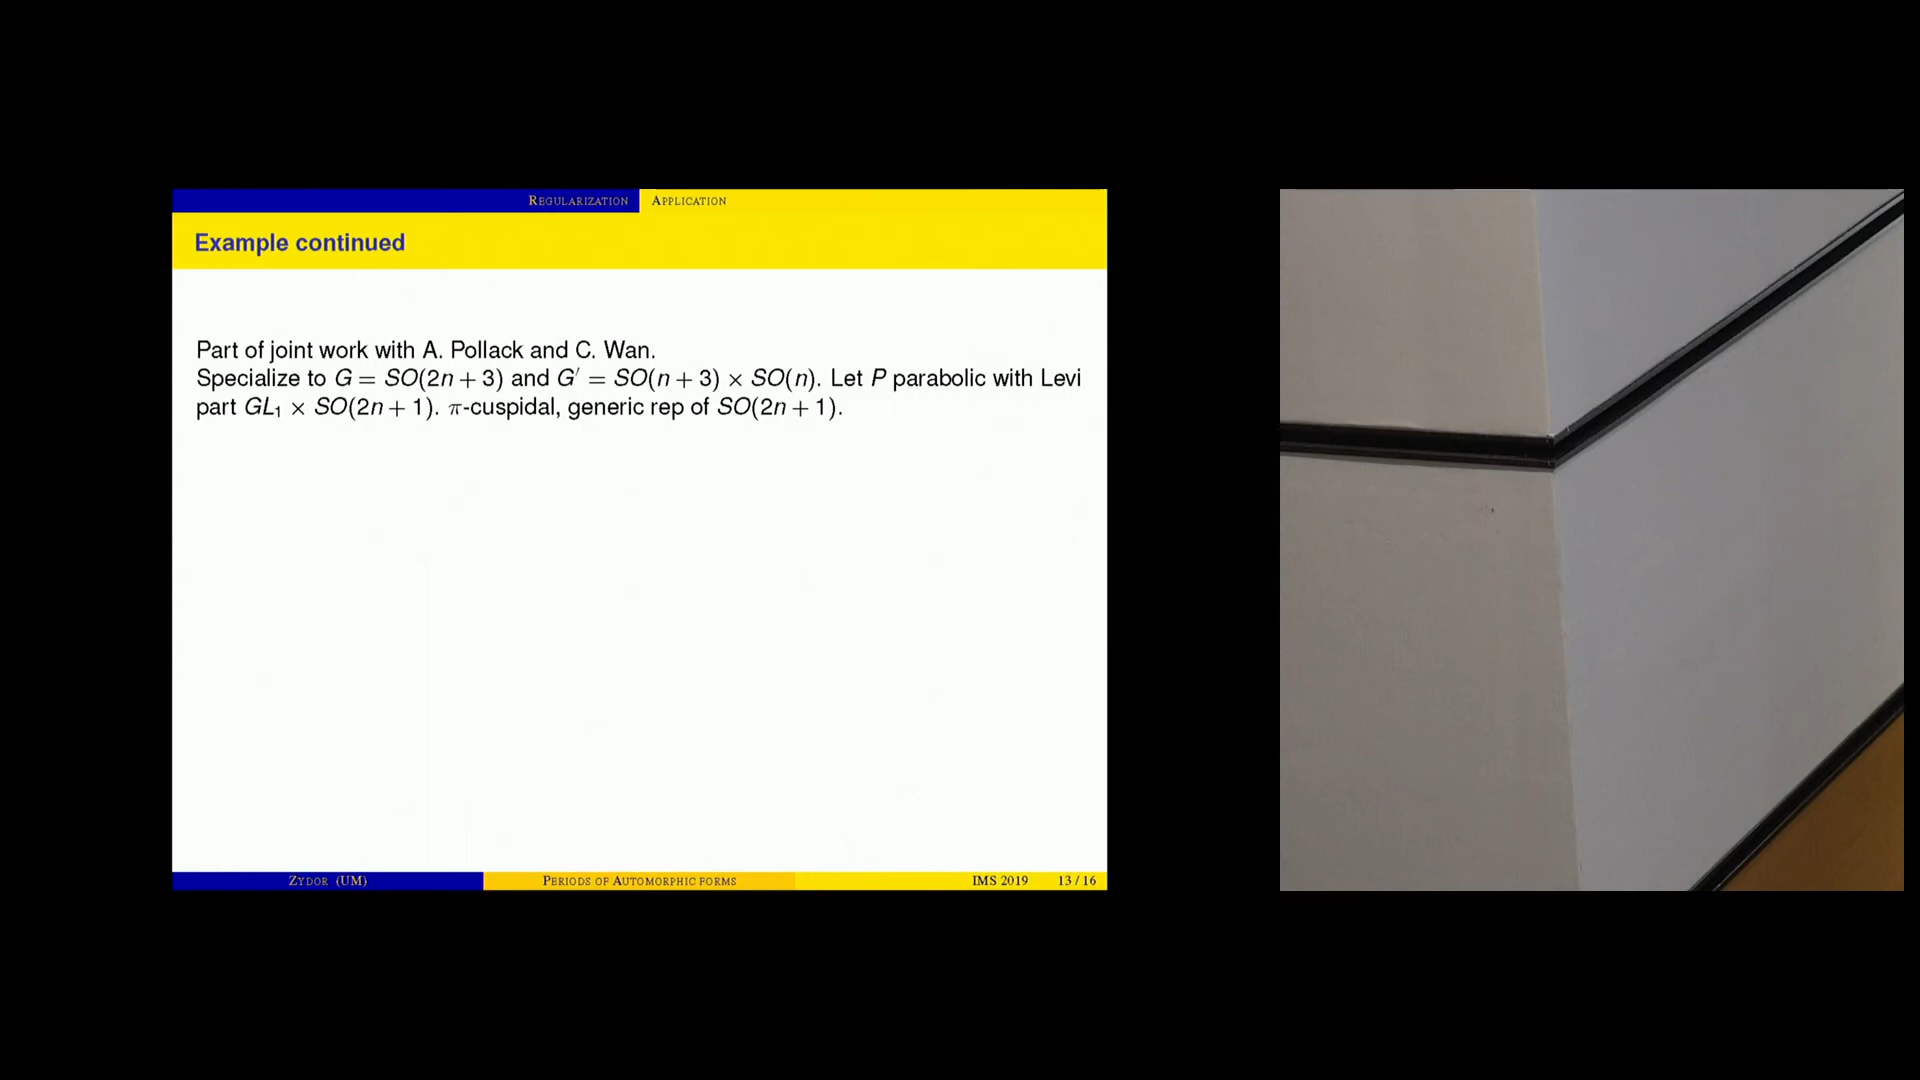 REGULARIZATION APPLICATION
Example continued
Part of joint work with A. Pollack and C. Wan.
Specialize to G = SO(2n + 3) and G′ = SO(n + 3) × SO(n). Let P parabolic with Levi
part GL₁ × SO(2n + 1). π-cuspidal, generic rep of SO(2n + 1).
ZYDOR (UM) PERIODS OF AUTOMORPHIC FORMS IMS 2019 13 / 16